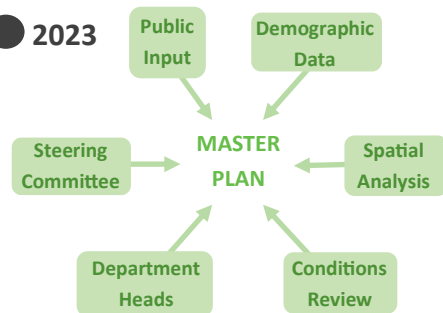 2023
Public
Input
Demographic
Data
Steering
Committee
MASTER
PLAN
Spatial
Analysis
Department
Heads
Conditions
Review